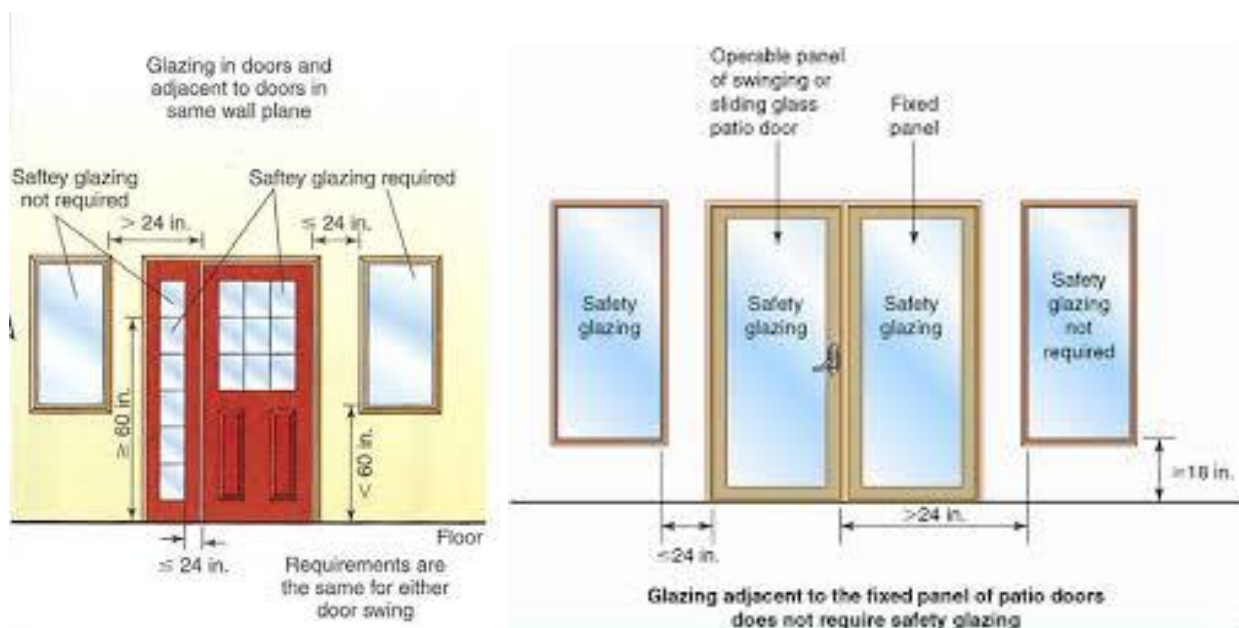 Glazing in doors and
adjacent to doors in
same wall plane
Saftey glazing
not required
Saftey glazing required
> 24 in.
≤ 24 in.
≥ 60 in.
< 60 in.
Floor
≤ 24 in.
Requirements are
the same for either
door swing
Operable panel
of swinging or
sliding glass
patio door
Fixed
panel
Safety
glazing
Safety
glazing
Safety
glazing
Safety
glazing
not
required
≥18 in.
>24 in.
≤24 in.
Glazing adjacent to the fixed panel of patio doors
does not require safety glazing